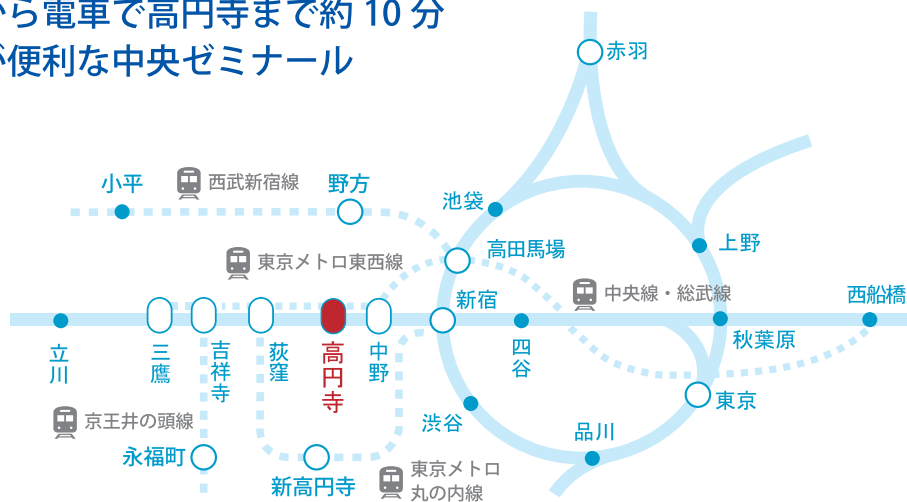 から電車で高円寺まで約 10 分
が便利な中央ゼミナール
赤羽
小平
西武新宿線
野方
池袋
高田馬場
上野
東京メトロ東西線
中央線・総武線
西船橋
新宿
立川
三鷹
吉祥寺
荻窪
高円寺
中野
四谷
秋葉原
東京
京王井の頭線
渋谷
品川
永福町
新高円寺
東京メトロ
丸の内線